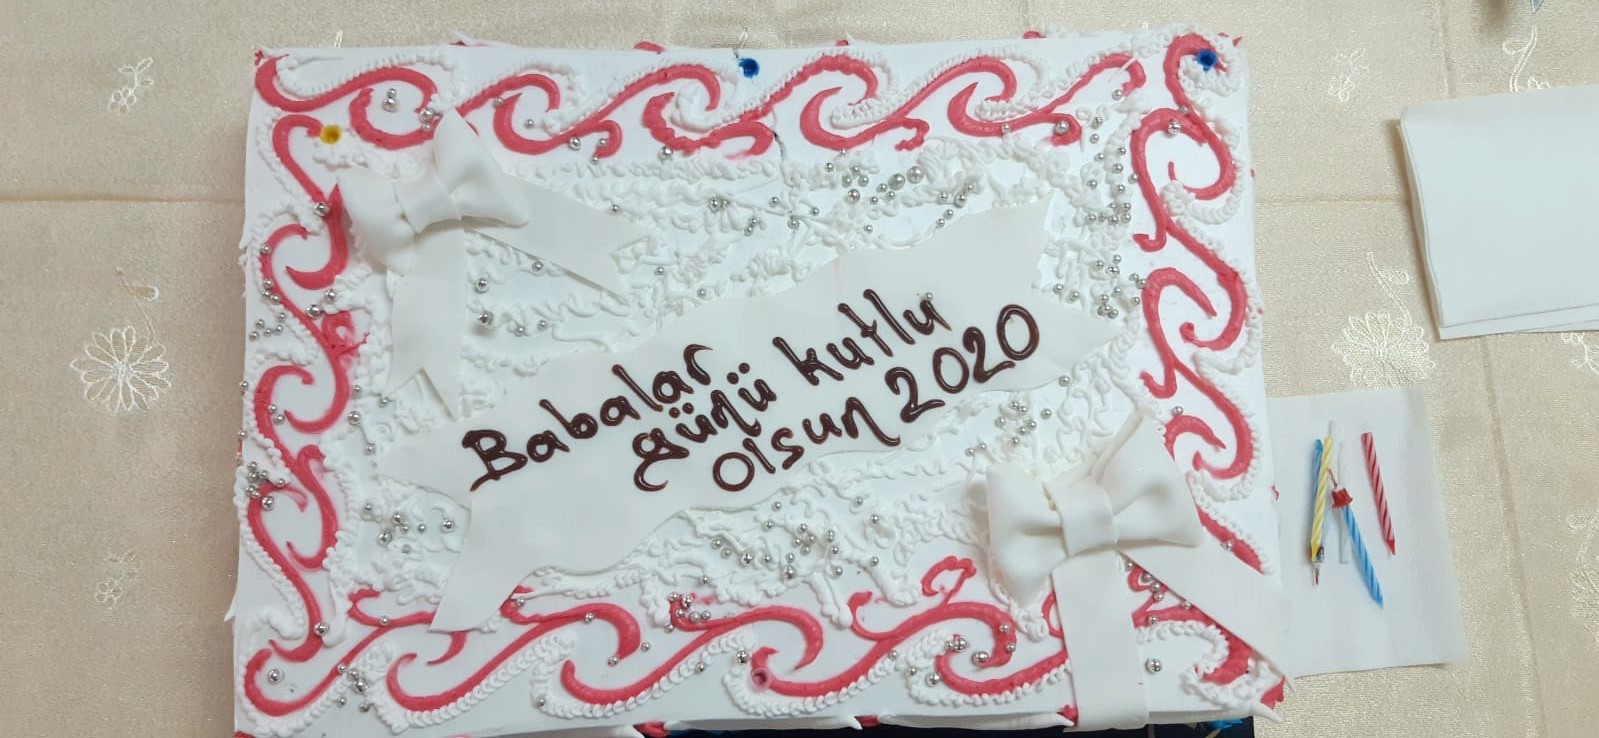 Babalar
günü kutlu
olsun 2020